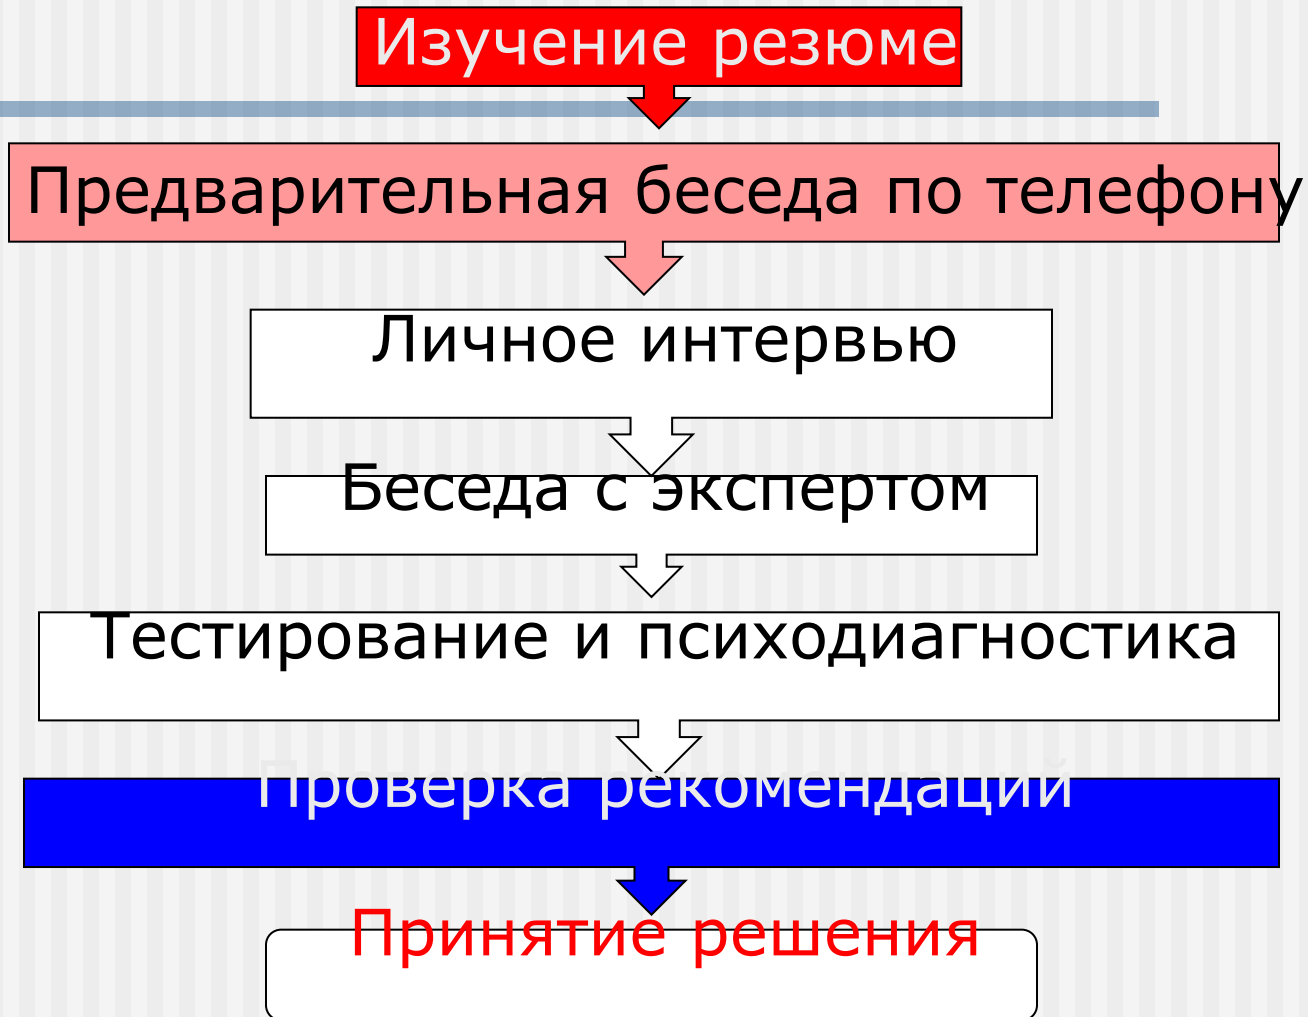 Изучение резюме
Предварительная беседа по телефону
Личное интервью
Беседа с экспертом
Тестирование и психодиагностика
Проверка рекомендаций
Принятие решения